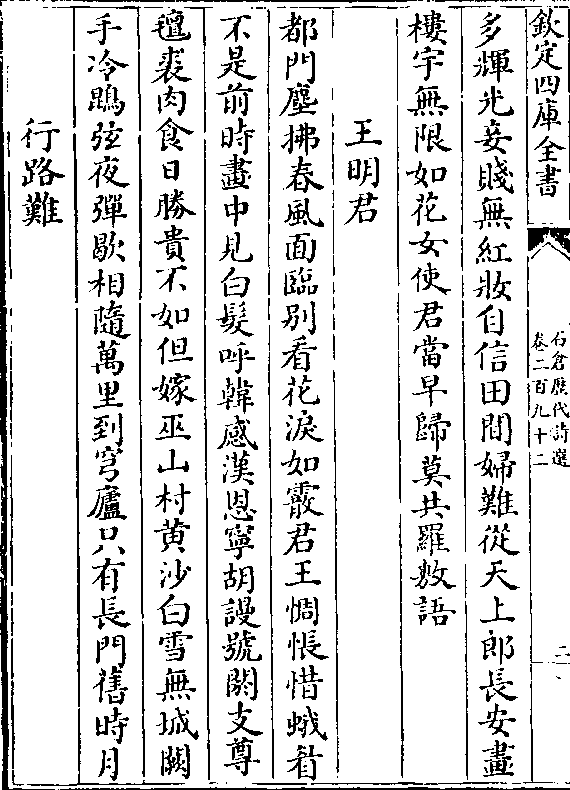 欽定四庫全書
石倉歷代詩選
卷二百九十二
二
多輝光妾賤無紅妝自信田間婦難從天上郎長安畫
樓宇無限如花女使君當早歸莫共羅敷語
王明君
都門塵拂春風面臨別看花淚如霰君王惆悵惜蛾眉
不是前時畫中見白髮呼韓感漢恩寧胡謾號閼支尊
氊裘肉食日勝貴不如但嫁巫山村黄沙白雪無城闕
手冷鵾弦夜彈歇相隨萬里到穹廬只有長門舊時月
行路難